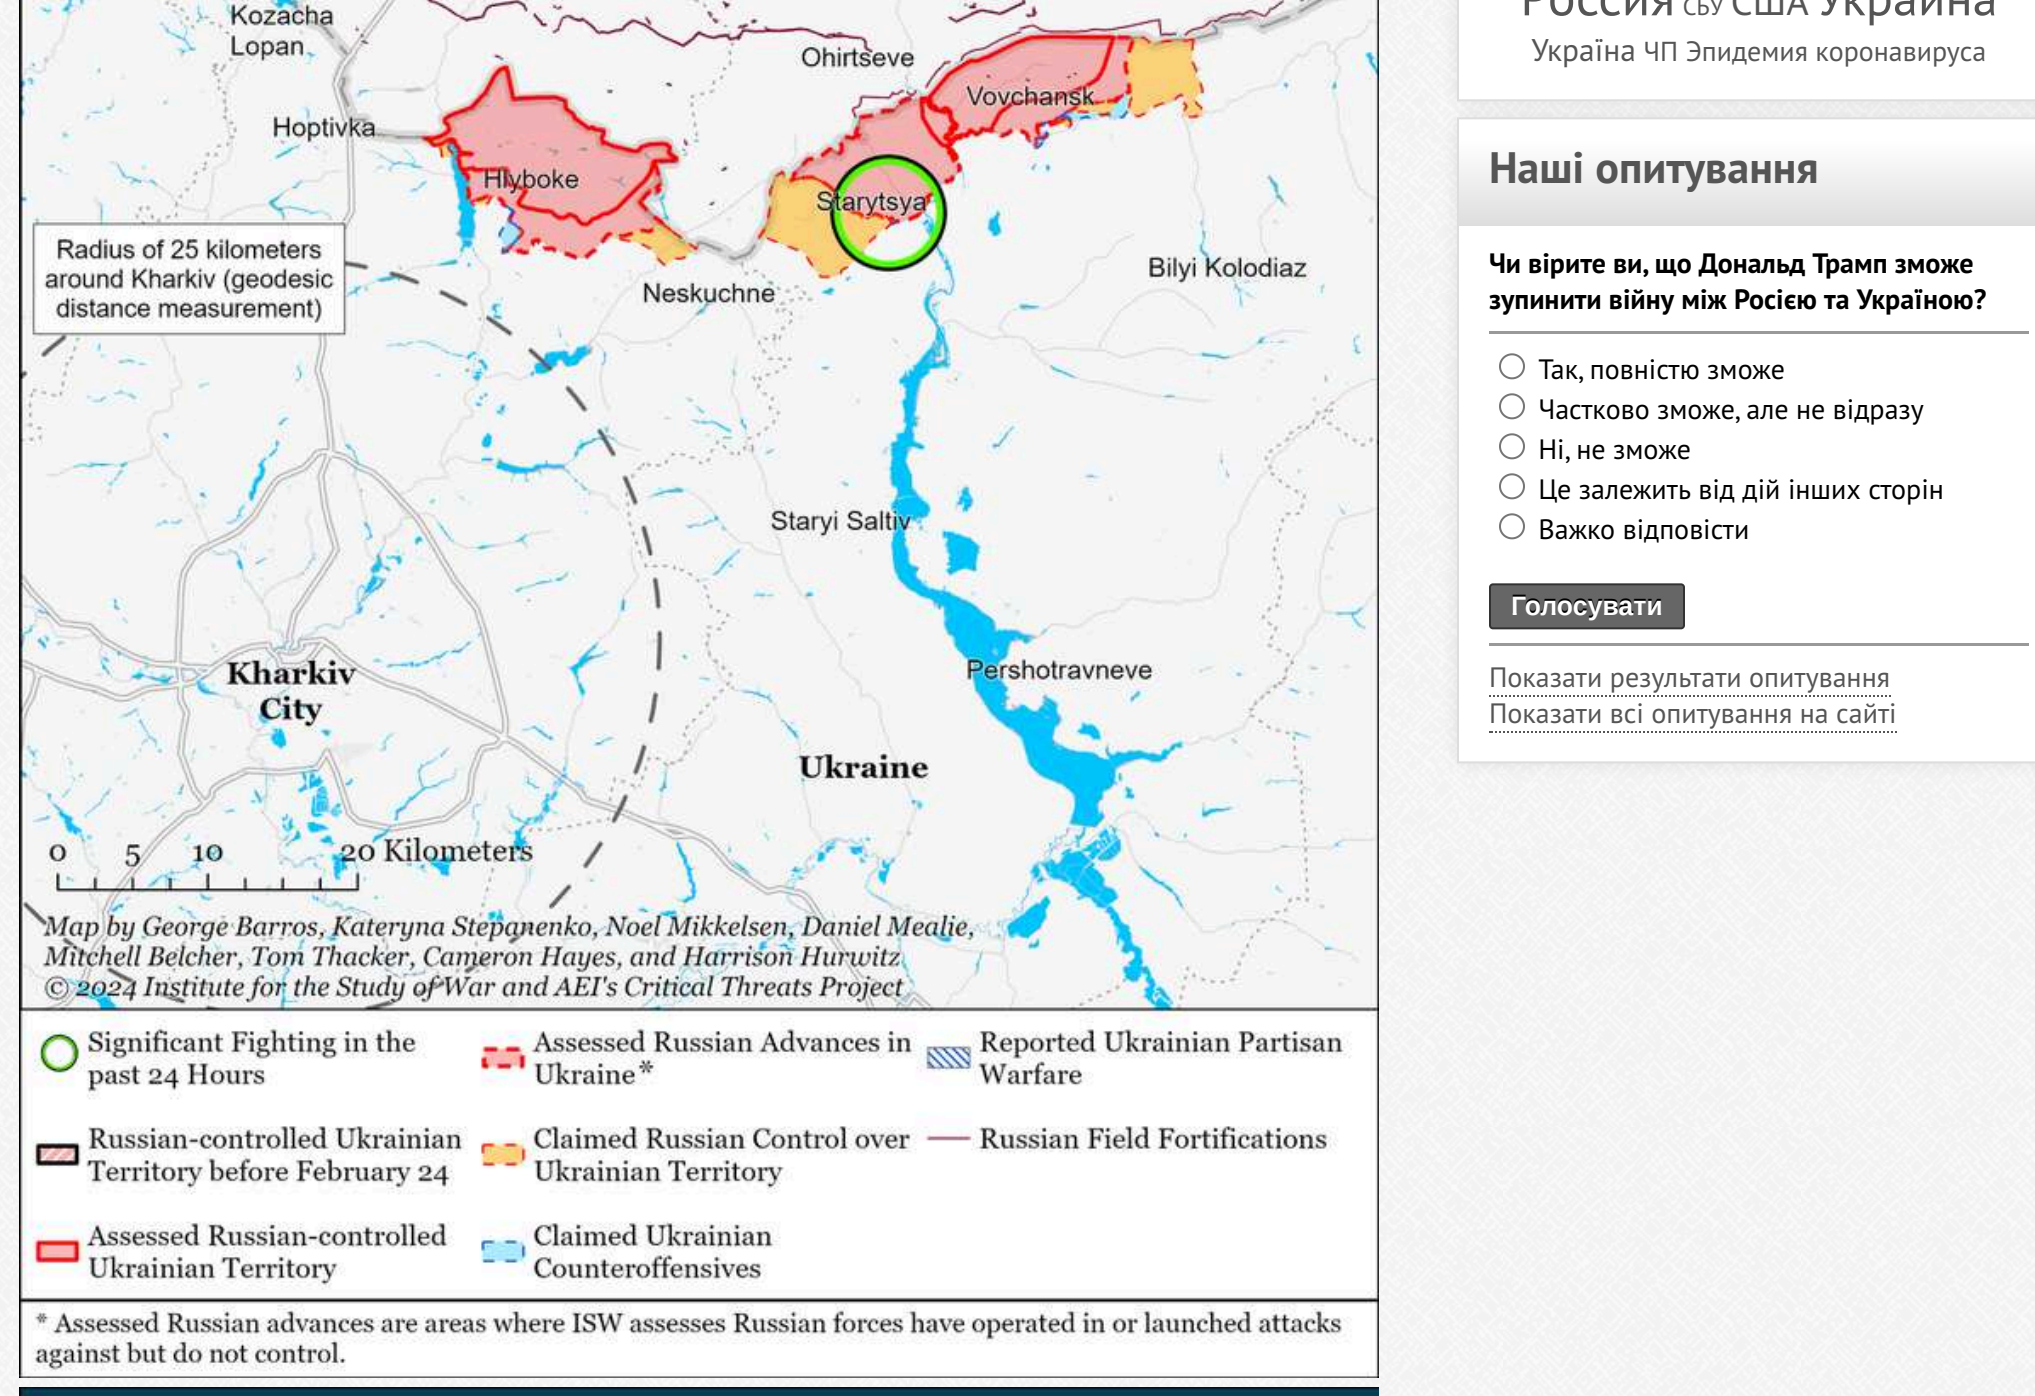 Kozacha
Lopan
Ohirtseve
Vovchansk
Hoptivka
Hlyboke
Starytsya
Radius of 25 kilometers
around Kharkiv (geodesic
distance measurement)
Neskuchne
Bilyi Kolodiaz
Staryi Saltiv
Kharkiv
City
Pershotravneve
Ukraine
0 5 10 20 Kilometers
Map by George Barros, Kateryna Stepanenko, Noel Mikkelsen, Daniel Mealie,
Mitchell Belcher, Tom Thacker, Cameron Hayes, and Harrison Hurwitz
© 2024 Institute for the Study of War and AEI's Critical Threats Project
Significant Fighting in the
past 24 Hours
Russian-controlled Ukrainian
Territory before February 24
Assessed Russian-controlled
Ukrainian Territory
Assessed Russian Advances in
Ukraine*
Claimed Russian Control over
Ukrainian Territory
Claimed Ukrainian
Counteroffensives
Reported Ukrainian Partisan
Warfare
Russian Field Fortifications
* Assessed Russian advances are areas where ISW assesses Russian forces have operated in or launched attacks
against but do not control.
Россия СБУ США Украина
Україна ЧП Эпидемия коронавируса
Наші опитування
Чи вірите ви, що Дональд Трамп зможе
зупинити війну між Росією та Україною?
Так, повністю зможе
Частково зможе, але не відразу
Ні, не зможе
Це залежить від дій інших сторін
Важко відповісти
Голосувати
Показати результати опитування
Показати всі опитування на сайті